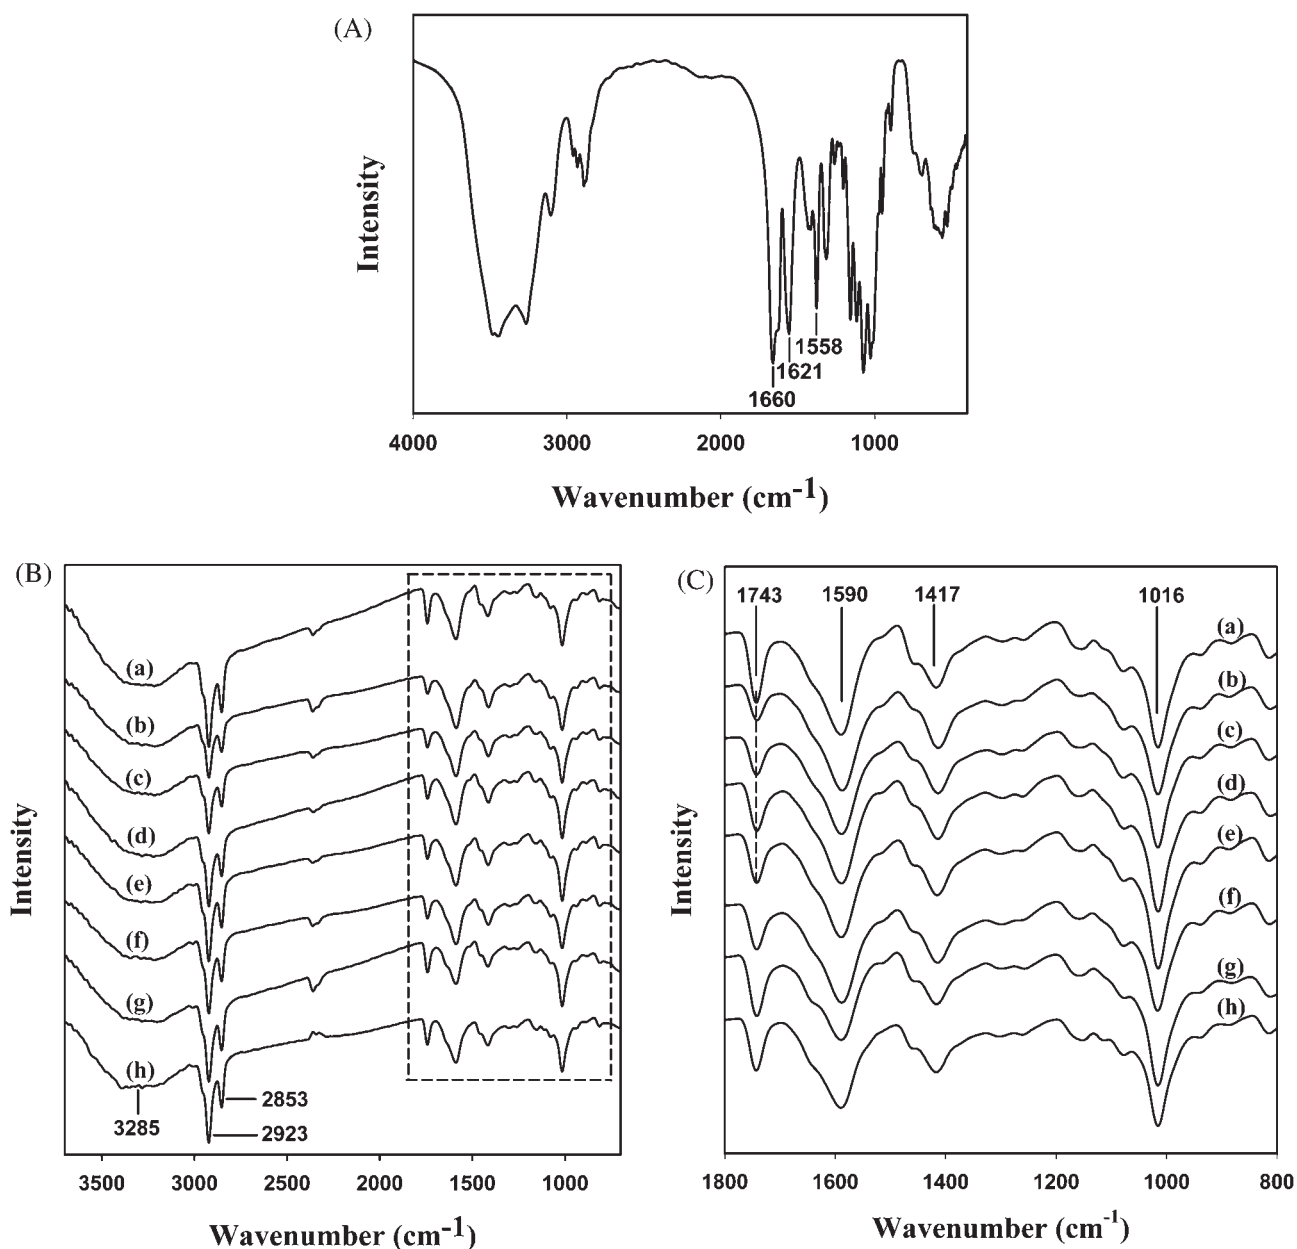 (A)
Intensity
1558
1621
1660
4000 3000 2000 1000
Wavenumber (cm-1)
(B)
Intensity
(a)
(b)
(c)
(d)
(e)
(f)
(g)
(h)
3285
2853
2923
3500 3000 2500 2000 1500 1000
Wavenumber (cm-1)
(C)
Intensity
1743 1590 1417 1016
(a)
(b)
(c)
(d)
(e)
(f)
(g)
(h)
1800 1600 1400 1200 1000 800
Wavenumber (cm-1)